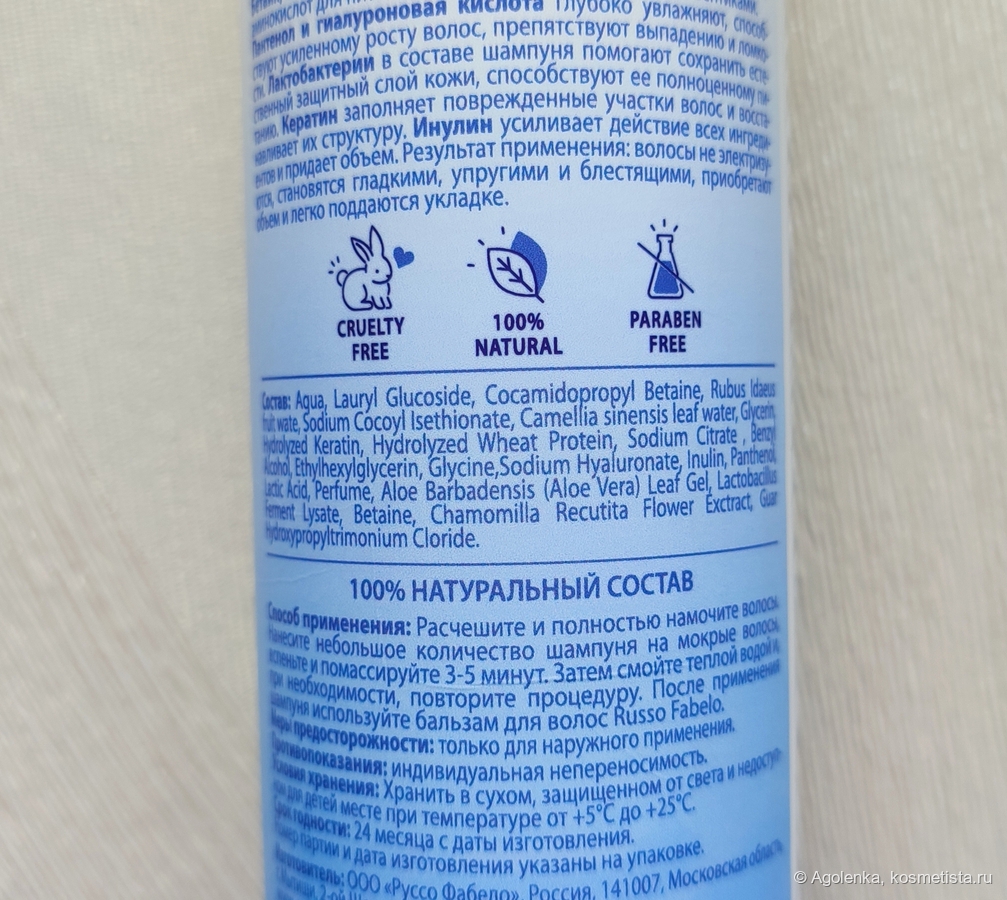 Пантенол и гиалуроновая кислота глубоко увлажняют, способ-
ствуют усиленному росту волос, препятствуют выпадению и ломко-
сти. Лактобактерии в составе шампуня помогают сохранить есте-
ственный защитный слой кожи, способствуют ее полноценному пи-
танию. Кератин заполняет поврежденные участки волос и восста-
навливает их структуру. Инулин усиливает действие всех ингреди-
ентов и придает объем. Результат применения: волосы не электризу-
ются, становятся гладкими, упругими и блестящими, приобретают
объем и легко поддаются укладке.
CRUELTY
FREE
100%
NATURAL
PARABEN
FREE
Состав: Aqua, Lauryl Glucoside, Cocamidopropyl Betaine, Rubus Idaeus
fruit wate, Sodium Cocoyl Isethionate, Camellia sinensis leaf water, Glycerin,
Hydrolyzed Keratin, Hydrolyzed Wheat Protein, Sodium Citrate , Benzyl
Alcohol, Ethylhexylglycerin, Glycine,Sodium Hyaluronate, Inulin, Panthenol,
Lactic Acid, Perfume, Aloe Barbadensis (Aloe Vera) Leaf Gel, Lactobacillus
Ferment Lysate, Betaine, Chamomilla Recutita Flower Exctract, Guar
Hydroxypropyltrimonium Cloride.
100% НАТУРАЛЬНЫЙ СОСТАВ
Способ применения: Расчешите и полностью намочите волосы.
Нанесите небольшое количество шампуня на мокрые волосы,
вспеньте и помассируйте 3-5 минут. Затем смойте теплой водой и,
при необходимости, повторите процедуру. После применения
шампуня используйте бальзам для волос Russo Fabelo.
Меры предосторожности: только для наружного применения.
Противопоказания: индивидуальная непереносимость.
Условия хранения: Хранить в сухом, защищенном от света и недоступ-
ном для детей месте при температуре от +5°C до +25°C.
Срок годности: 24 месяца с даты изготовления.
Номер партии и дата изготовления указаны на упаковке.
Изготовитель: ООО «Руссо Фабело», Россия, 141007, Московская область,
© Agolenka, kosmetista.ru